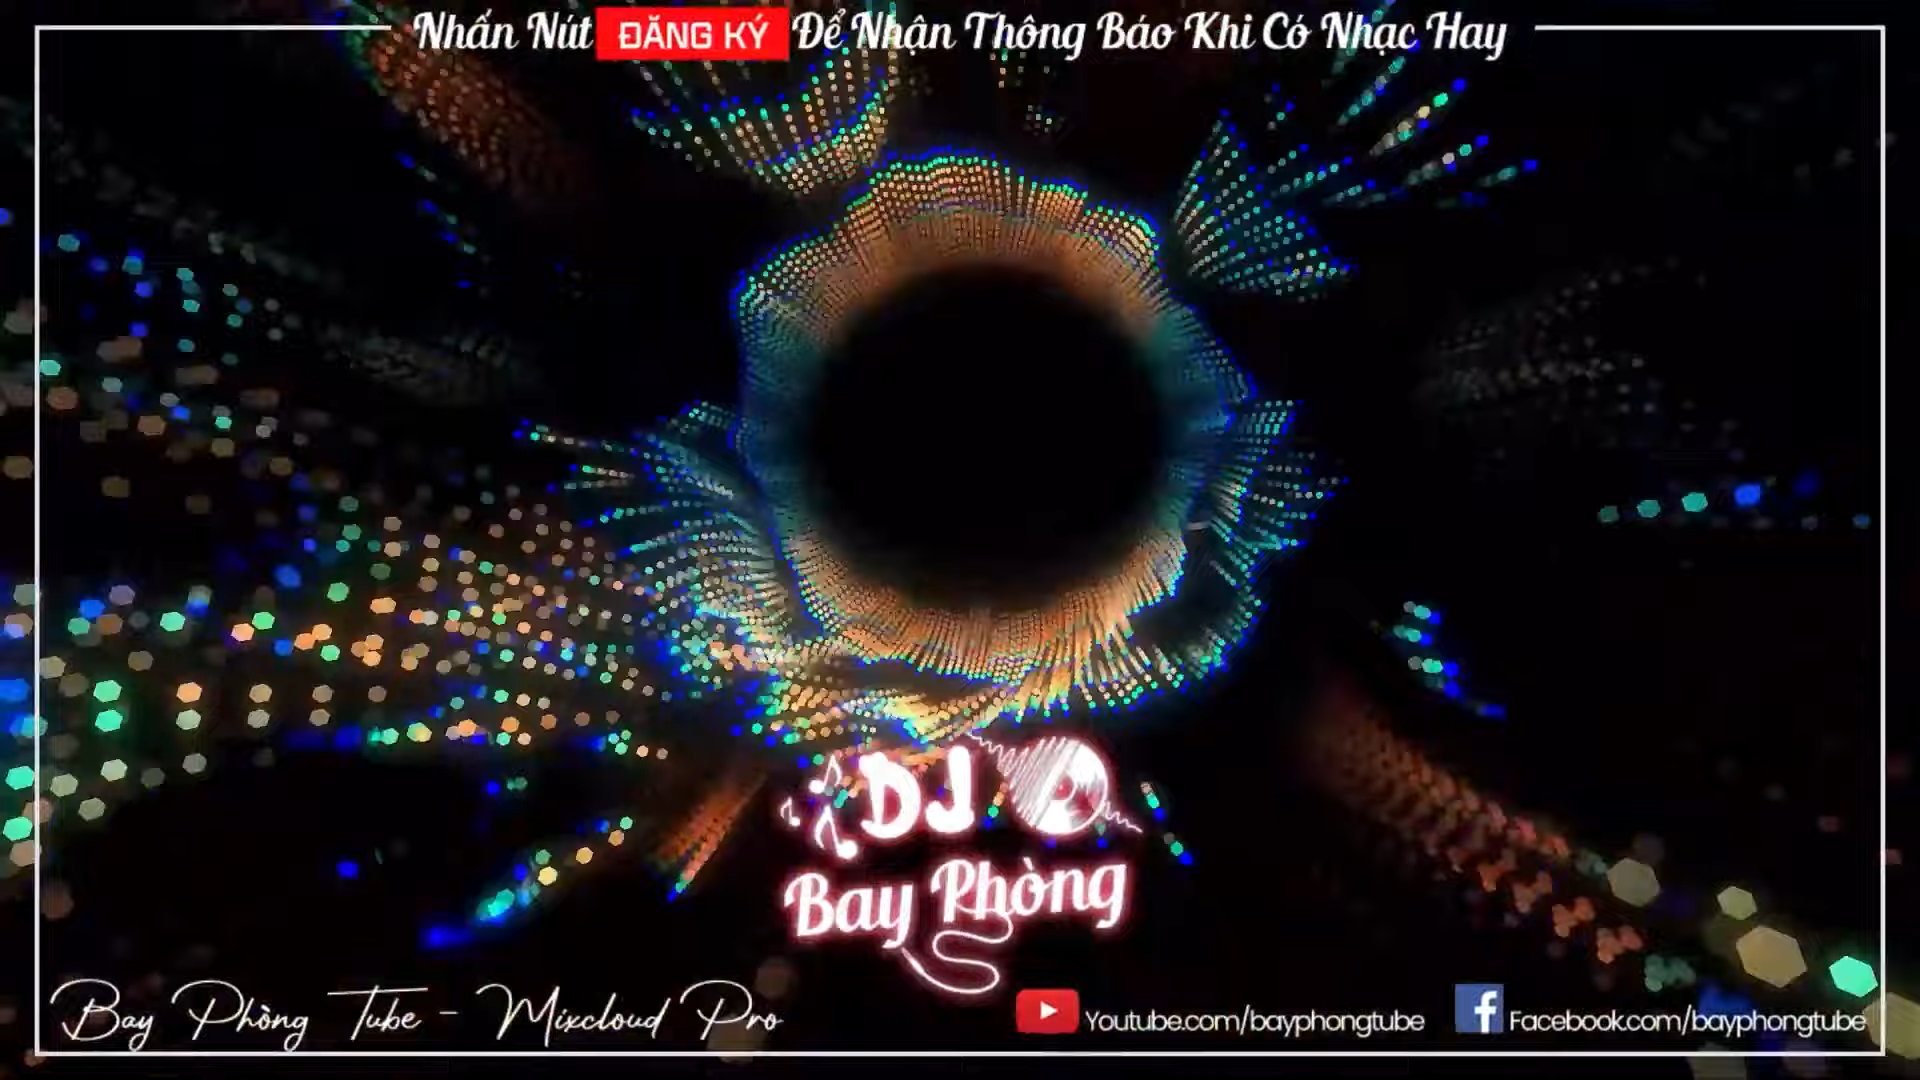 Nhấn Nút ĐĂNG KÝ Để Nhận Thông Báo Khi Có Nhạc Hay
DJ
Bay Phòng
Bay Phòng Tube - Mixcloud Pro
Youtube.com/bayphongtube
Facebook.com/bayphongtube